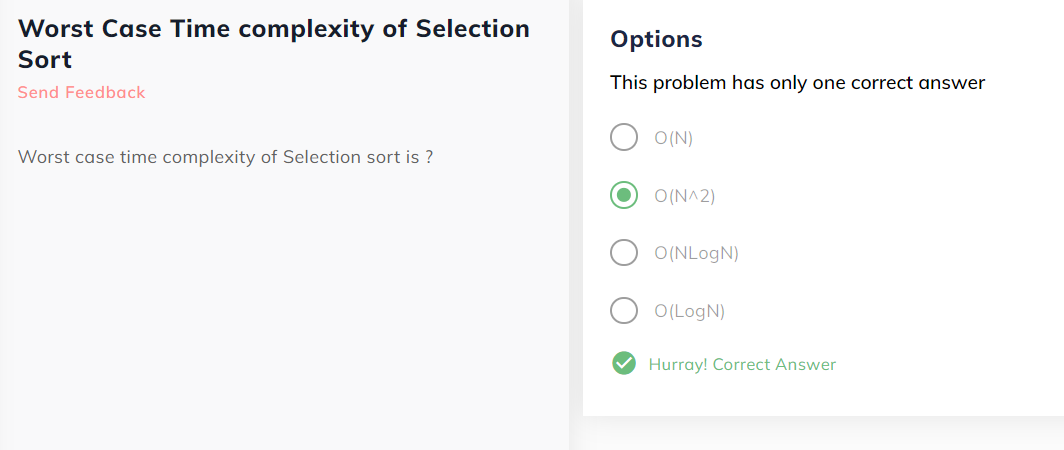 Worst Case Time complexity of Selection
Sort
Send Feedback
Worst case time complexity of Selection sort is ?
Options
This problem has only one correct answer
O(N)
O(N^2)
O(NLogN)
O(LogN)
Hurray! Correct Answer